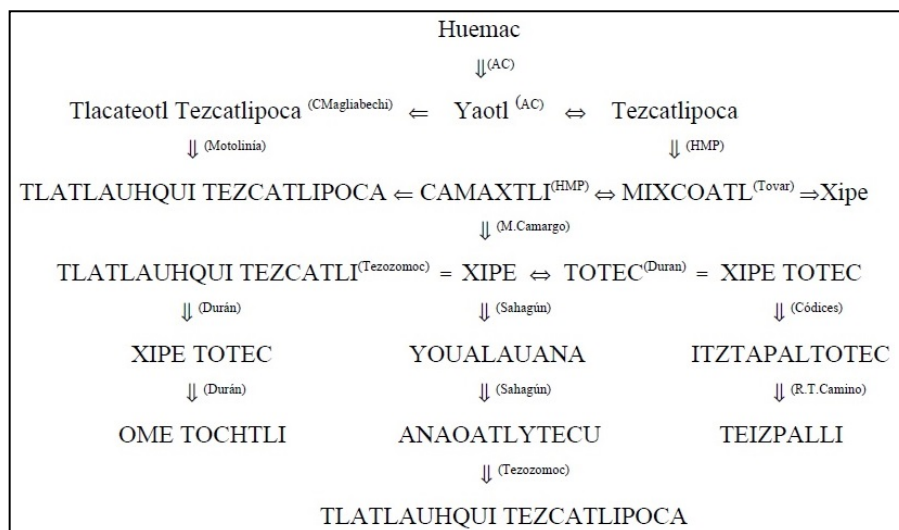 Huemac
⇓(AC)
Tlacateotl Tezcatlipoca (CMagliabechi) ⇐ Yaotl (AC) ⇔ Tezcatlipoca
⇓ (Motolinía) ⇓ (HMP)
TLATLAUHQUI TEZCATLIPOCA ⇐ CAMAXTLI(HMP) ⇔ MIXCOATL(Tovar) ⇒Xipe
⇓ (M.Camargo)
TLATLAUHQUI TEZCATLI(Tezozomoc) = XIPE ⇔ TOTEC(Duran) = XIPE TOTEC
⇓ (Durán) ⇓ (Sahagún) ⇓ (Códices)
XIPE TOTEC YOUALAUANA ITZTAPALTOTEC
⇓ (Durán) ⇓ (Sahagún) ⇓ (R.T.Camino)
OME TOCHTLI ANAOATLYTECU TEIZPALLI
⇓ (Tezozomoc)
TLATLAUHQUI TEZCATLIPOCA